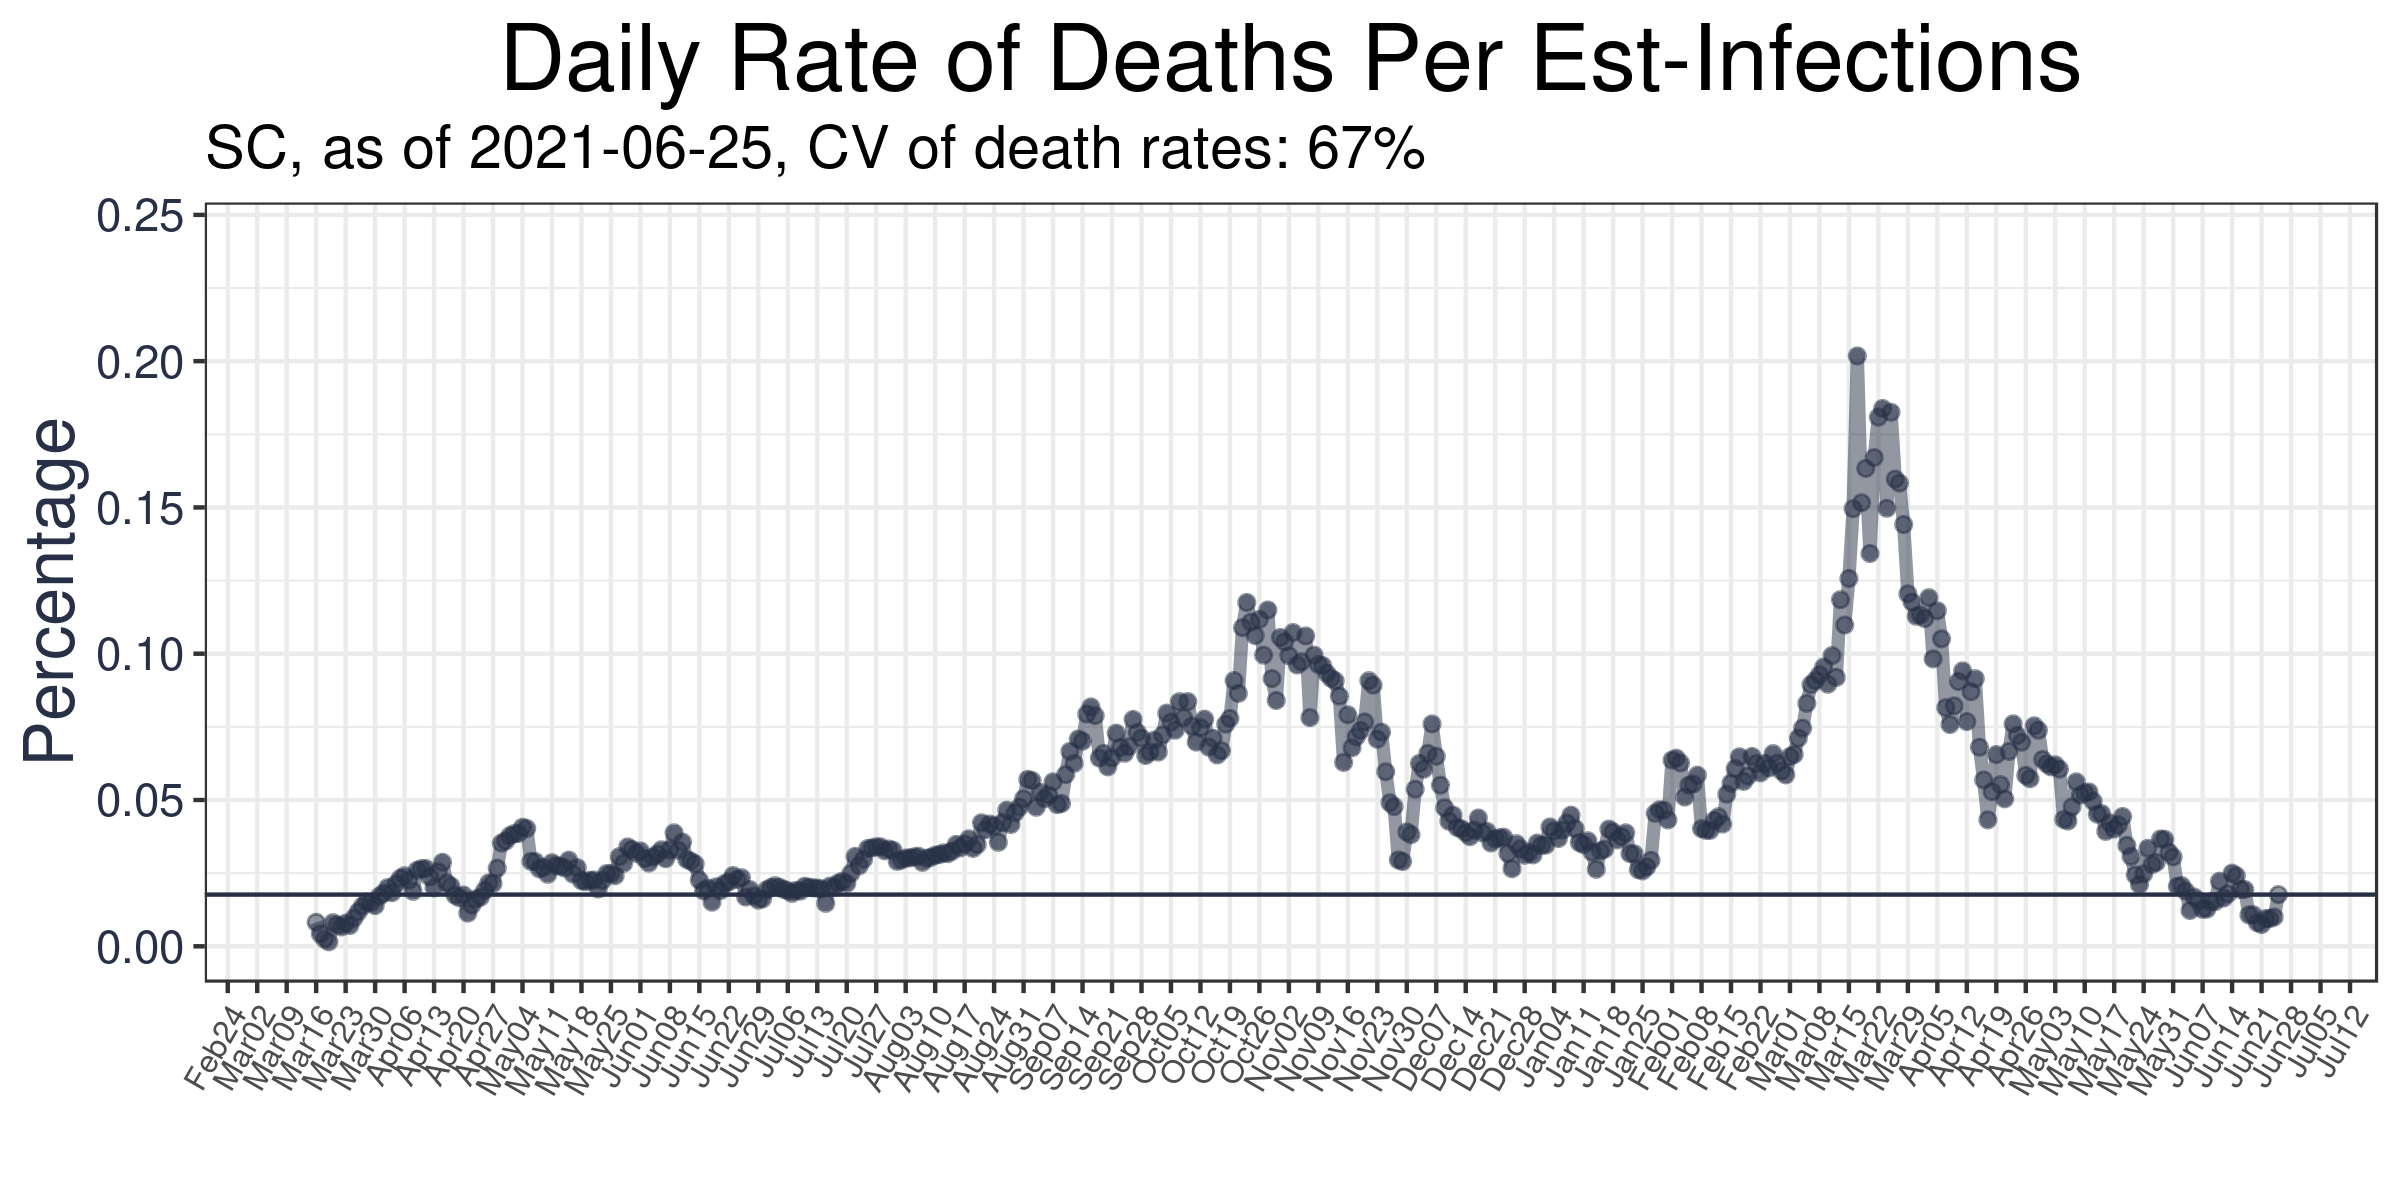 Daily Rate of Deaths Per Est-Infections
SC, as of 2021-06-25, CV of death rates: 67%
Percentage
0.25
0.20
0.15
0.10
0.05
0.00
Feb24
Mar02
Mar09
Mar16
Mar23
Mar30
Apr06
Apr13
Apr20
Apr27
May04
May11
May18
May25
Jun01
Jun08
Jun15
Jun22
Jun29
Jul06
Jul13
Jul20
Jul27
Aug03
Aug10
Aug17
Aug24
Aug31
Sep07
Sep14
Sep21
Sep28
Oct05
Oct12
Oct19
Oct26
Nov02
Nov09
Nov16
Nov23
Nov30
Dec07
Dec14
Dec21
Dec28
Jan04
Jan11
Jan18
Jan25
Feb01
Feb08
Feb15
Feb22
Mar01
Mar08
Mar15
Mar22
Mar29
Apr05
Apr12
Apr19
Apr26
May03
May10
May17
May24
May31
Jun07
Jun14
Jun21
Jun28
Jul05
Jul12